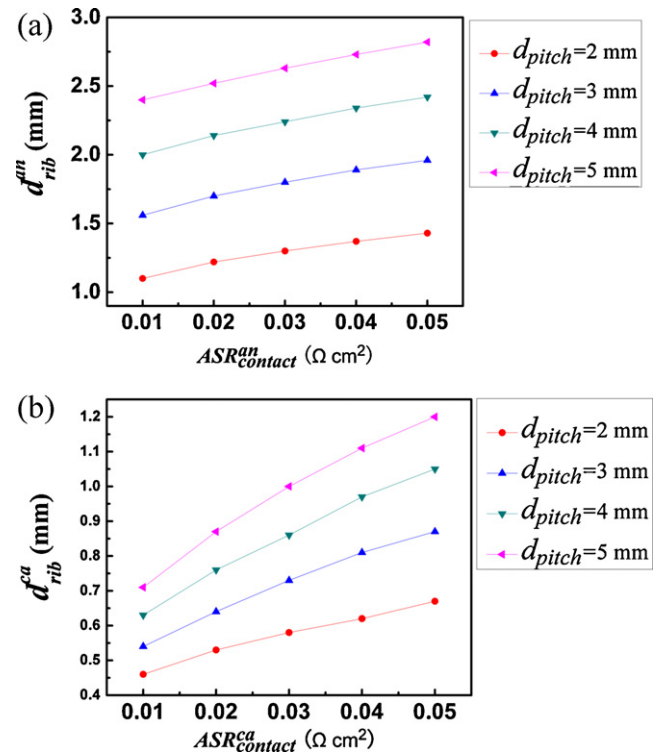 (a)
3.0
2.5
2.0
1.5
1.0
d_rib^an (mm)
0.01 0.02 0.03 0.04 0.05
ASR_contact^an (Ω cm²)
d_pitch=2 mm
d_pitch=3 mm
d_pitch=4 mm
d_pitch=5 mm
(b)
1.2
1.1
1.0
0.9
0.8
0.7
0.6
0.5
0.4
d_rib^ca (mm)
0.01 0.02 0.03 0.04 0.05
ASR_contact^ca (Ω cm²)
d_pitch=2 mm
d_pitch=3 mm
d_pitch=4 mm
d_pitch=5 mm